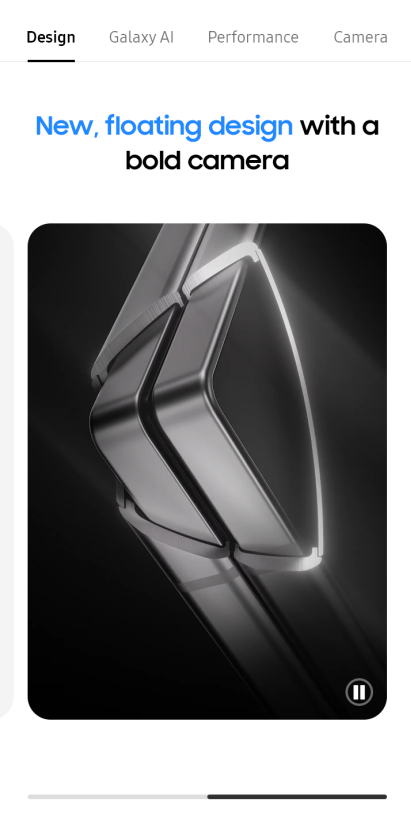 Design Galaxy AI Performance Camera
New, floating design with a
bold camera